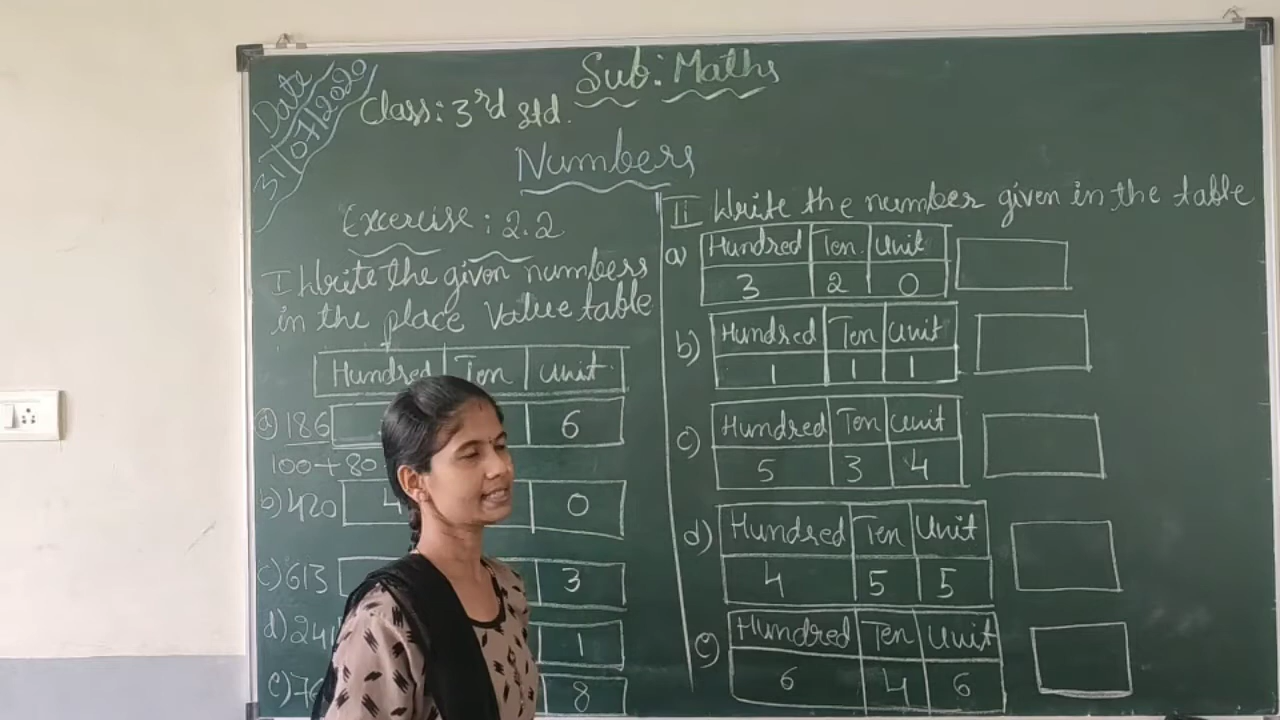 Date
31/07/2020
Sub: Maths
Class: 3rd std.
Numbers
Excercise: 2.2
I Write the given numbers
in the place value table
Hundred Ten Unit
a) 186 6
100+80
b) 420 4 0
c) 613 3
d) 241 1
e) 8
II Write the number given in the table
a) Hundred Ten Unit
3 2 0
b) Hundred Ten Unit
1 1 1
c) Hundred Ten Unit
5 3 4
d) Hundred Ten Unit
4 5 5
e) Hundred Ten Unit
6 4 6